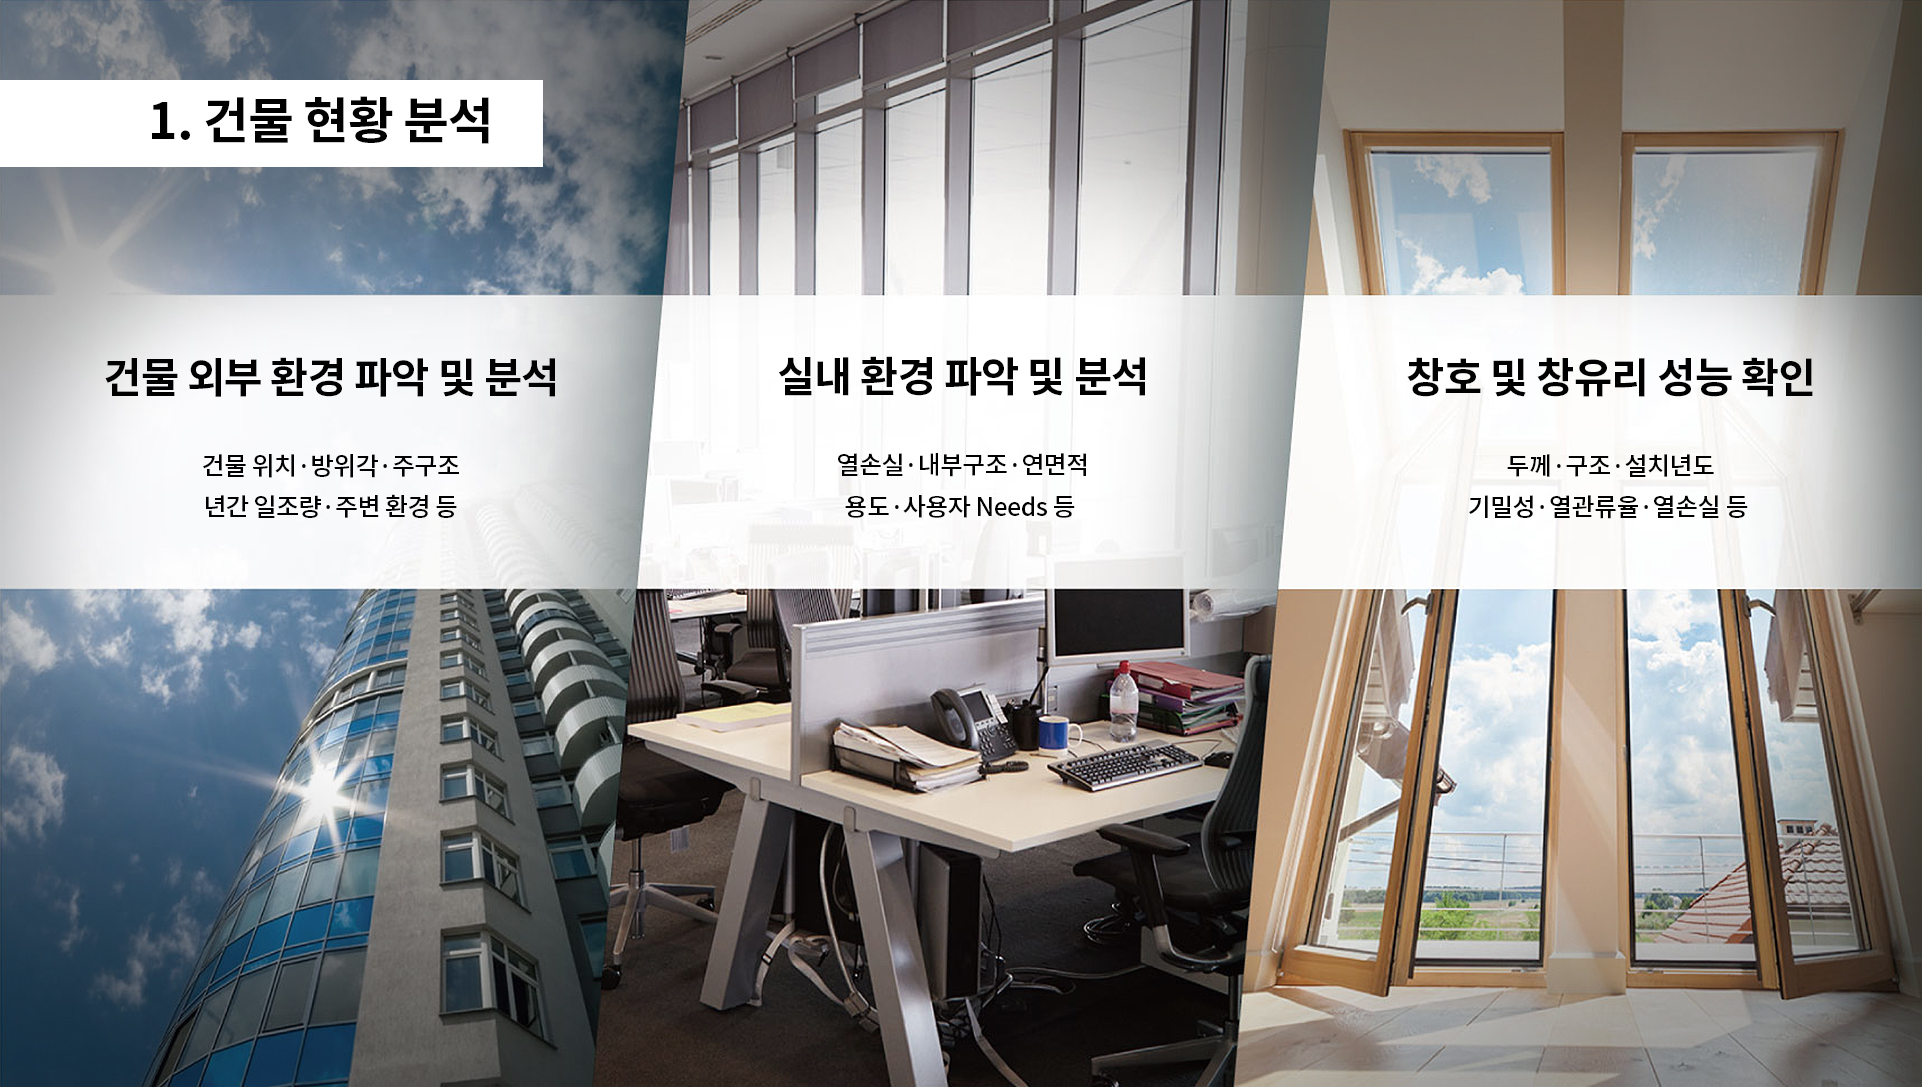 1. 건물 현황 분석
건물 외부 환경 파악 및 분석
건물 위치·방위각·주구조
년간 일조량·주변 환경 등
실내 환경 파악 및 분석
열손실·내부구조·연면적
용도·사용자 Needs 등
창호 및 창유리 성능 확인
두께·구조·설치년도
기밀성·열관류율·열손실 등